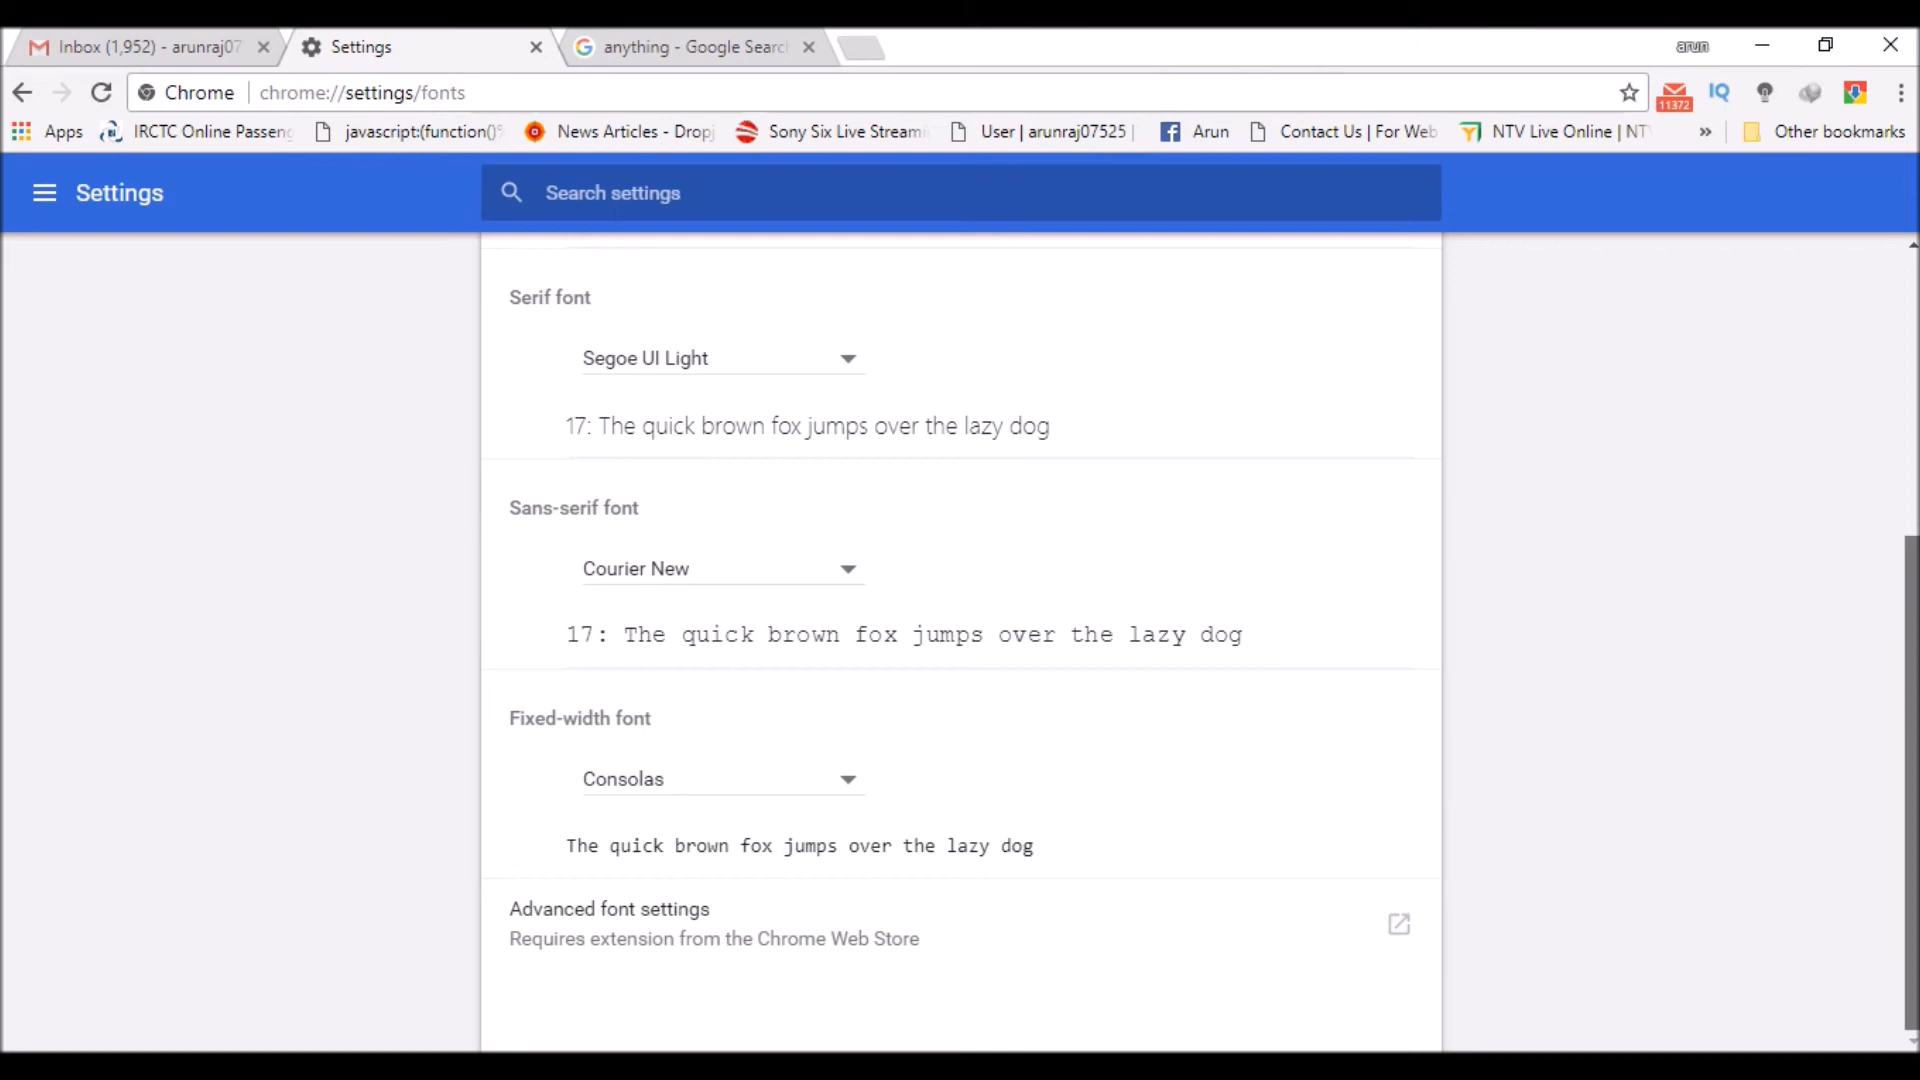 Inbox (1,952) - arunraj07
Settings
anything - Google Searc
arun
Chrome chrome://settings/fonts
11372
IQ
Apps
IRCTC Online Passen
javascript:(function()
News Articles - Dropj
Sony Six Live Streami
User | arunraj07525 |
Arun
Contact Us | For Web
NTV Live Online | NT
»
Other bookmarks
Settings
Search settings
Serif font
Segoe UI Light
17: The quick brown fox jumps over the lazy dog
Sans-serif font
Courier New
17: The quick brown fox jumps over the lazy dog
Fixed-width font
Consolas
The quick brown fox jumps over the lazy dog
Advanced font settings
Requires extension from the Chrome Web Store